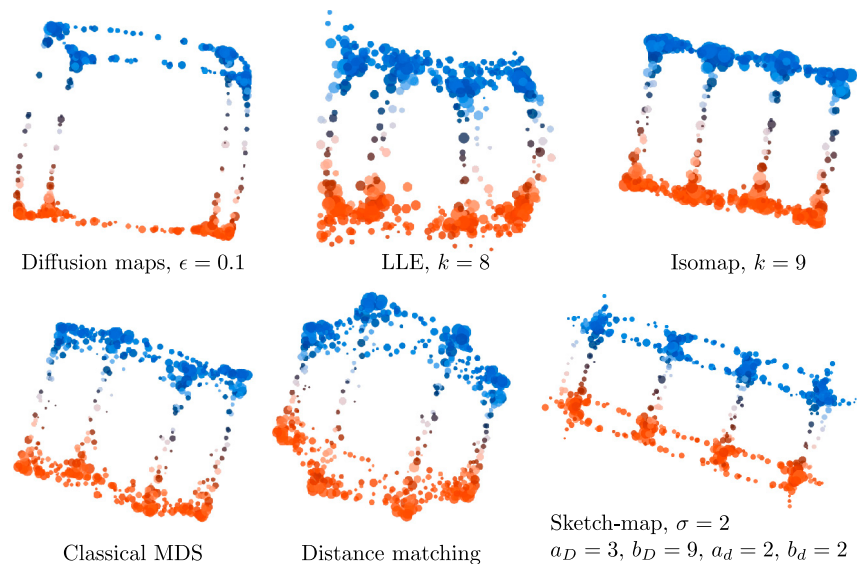 Diffusion maps, ϵ = 0.1
LLE, k = 8
Isomap, k = 9
Classical MDS
Distance matching
Sketch-map, σ = 2
a_D = 3, b_D = 9, a_d = 2, b_d = 2